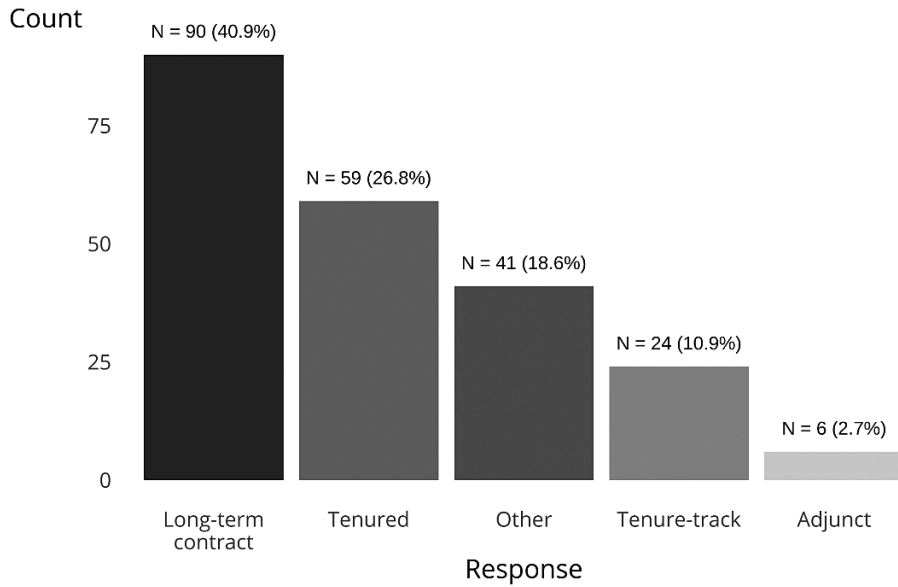 Count
N = 90 (40.9%)
75
N = 59 (26.8%)
50
N = 41 (18.6%)
N = 24 (10.9%)
25
N = 6 (2.7%)
0
Long-term
contract
Tenured
Other
Tenure-track
Adjunct
Response